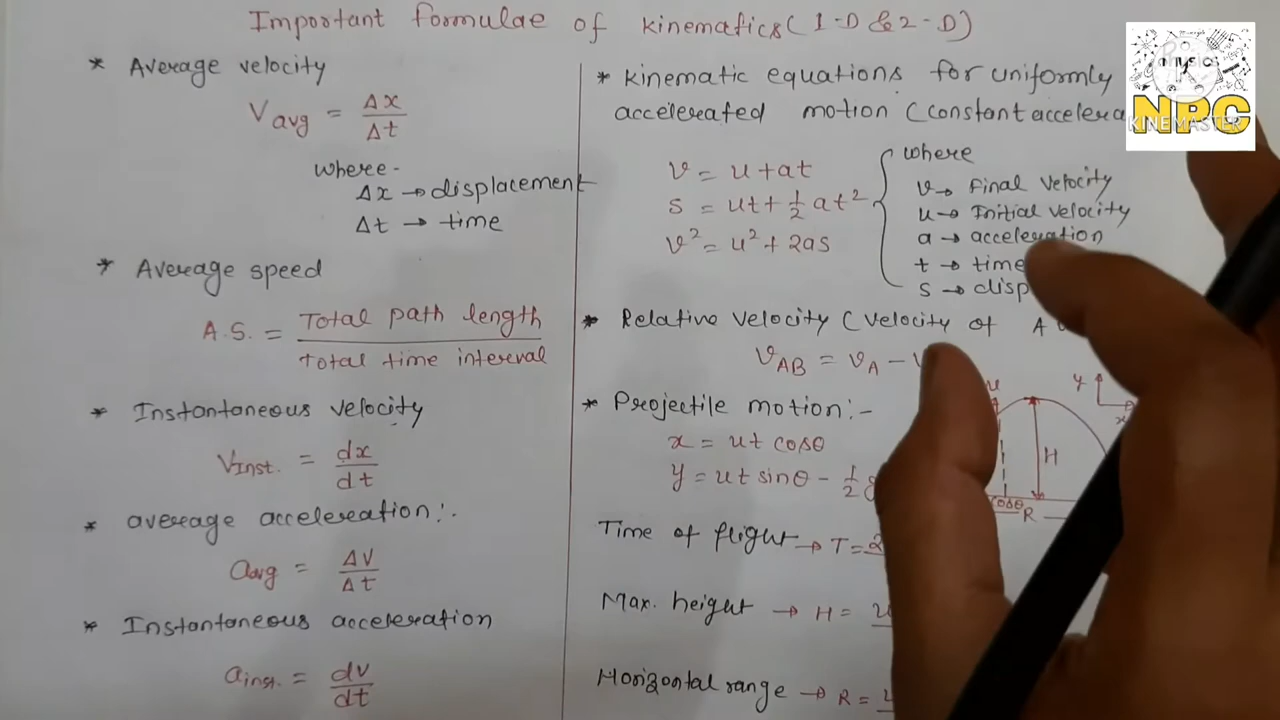 Important formulae of kinematics (1-D & 2-D)
* Average velocity
Vavg = Δx/Δt
where-
Δx → displacement
Δt → time
* Average speed
A.S. = Total path length / Total time interval
* Instantaneous velocity
VInst. = dx/dt
* average acceleration:-
aavg = ΔV/Δt
* Instantaneous acceleration
ainst. = dv/dt
* kinematic equations for uniformly
accelerated motion (constant accelera
v = u + at
s = ut + 1/2 at²
v² = u² + 2as
where
v → final velocity
u → Initial velocity
a → acceleration
t → time
s → disp
* Relative velocity (velocity of A
vAB = vA −
* Projectile motion:-
x = ut cosθ
y = ut sinθ − 1/2 g
Time of flight → T = 2
Max. height → H = u
Horizontal range → R = u
u
H
R
y
x
cosθ
physics
NPC
KINEMASTER